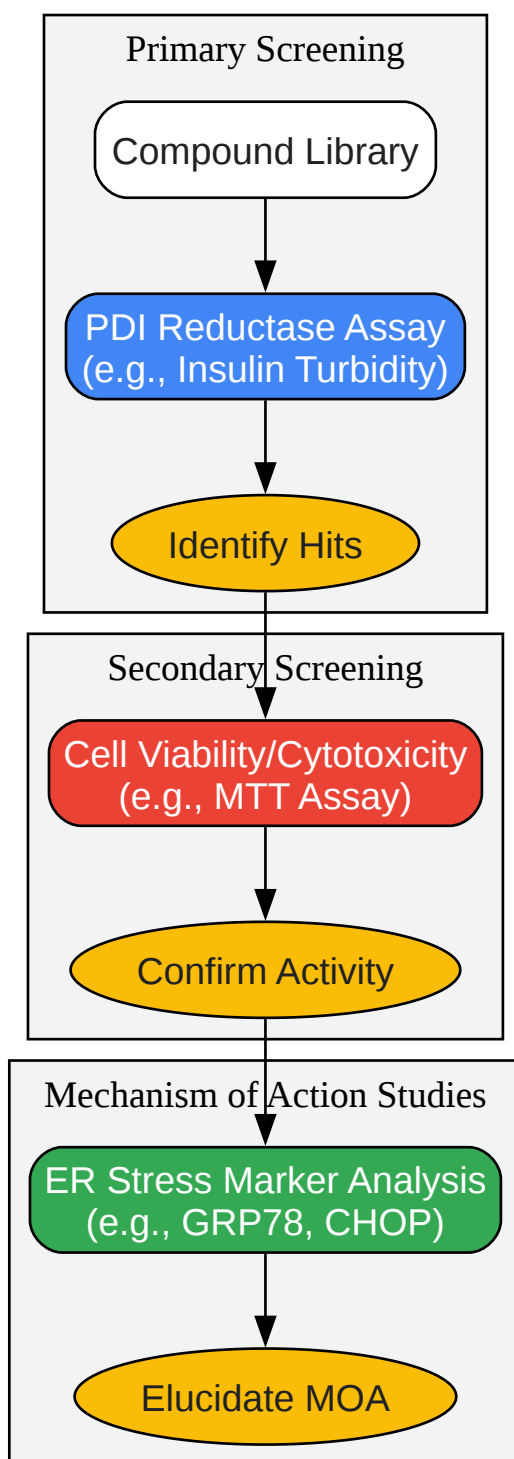 Primary Screening
Compound Library
PDI Reductase Assay
(e.g., Insulin Turbidity)
Identify Hits
Secondary Screening
Cell Viability/Cytotoxicity
(e.g., MTT Assay)
Confirm Activity
Mechanism of Action Studies
ER Stress Marker Analysis
(e.g., GRP78, CHOP)
Elucidate MOA